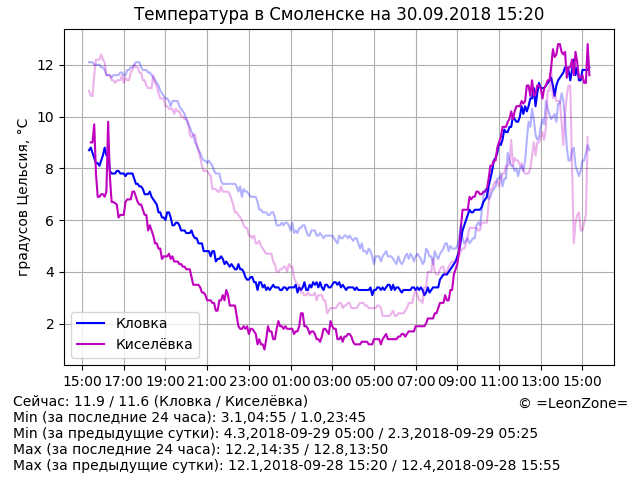 Температура в Смоленске на 30.09.2018 15:20
градусов Цельсия, °C
12
10
8
6
4
2
Кловка
Киселёвка
15:00 17:00 19:00 21:00 23:00 01:00 03:00 05:00 07:00 09:00 11:00 13:00 15:00
Сейчас: 11.9 / 11.6 (Кловка / Киселёвка)
© =LeonZone=
Min (за последние 24 часа): 3.1,04:55 / 1.0,23:45
Min (за предыдущие сутки): 4.3,2018-09-29 05:00 / 2.3,2018-09-29 05:25
Max (за последние 24 часа): 12.2,14:35 / 12.8,13:50
Max (за предыдущие сутки): 12.1,2018-09-28 15:20 / 12.4,2018-09-28 15:55